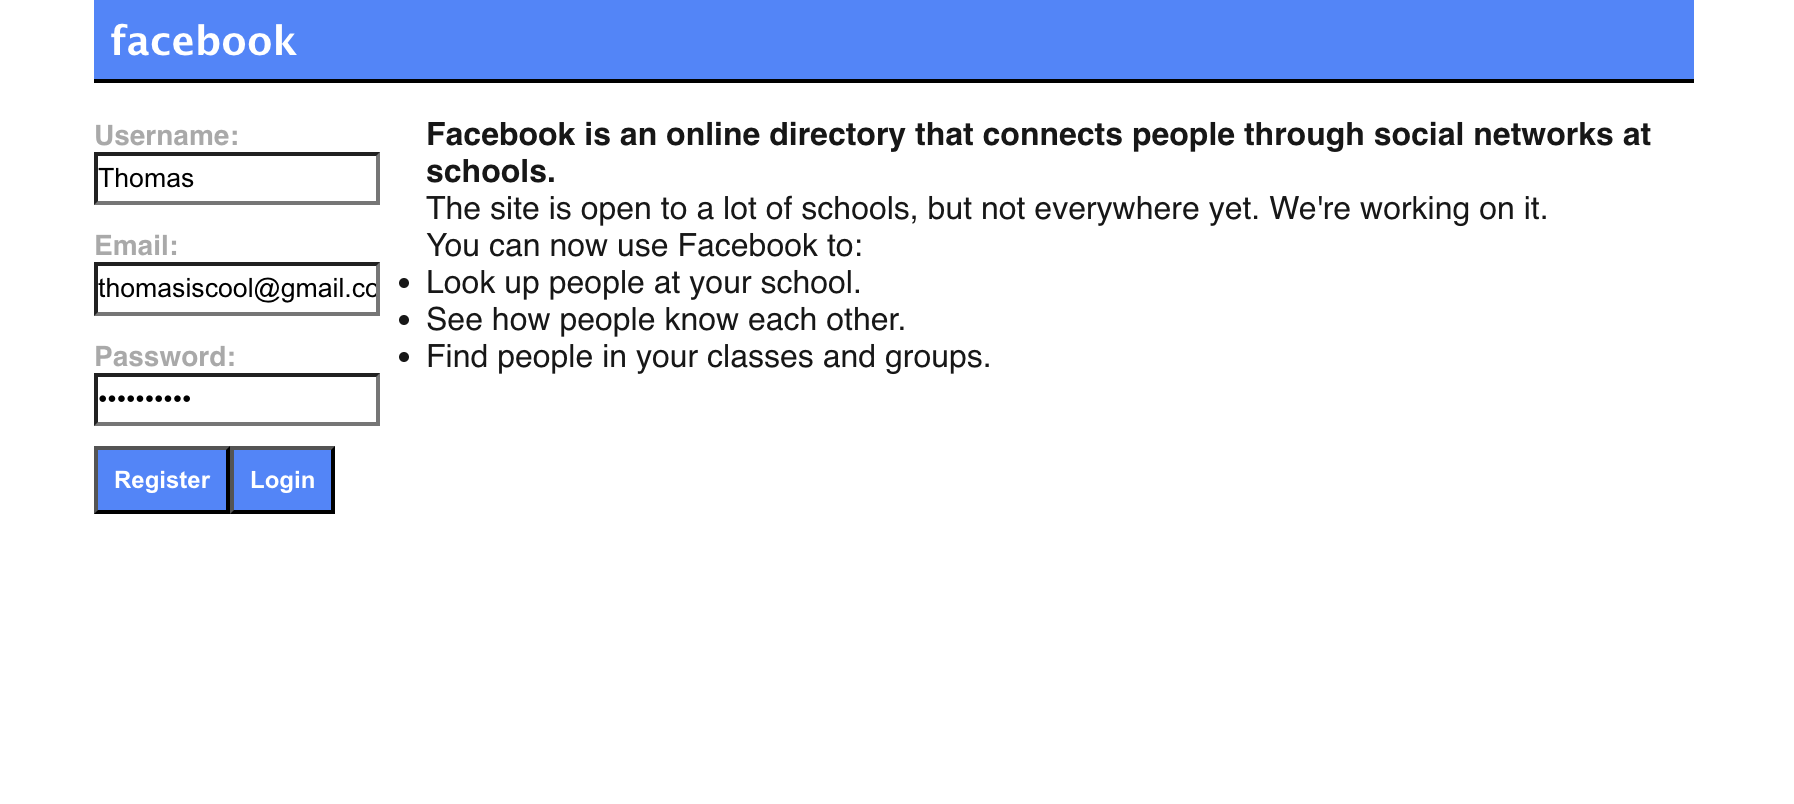 facebook
Username:
Thomas
Email:
thomasiscool@gmail.co
Password:
••••••••••
Register Login
Facebook is an online directory that connects people through social networks at
schools.
The site is open to a lot of schools, but not everywhere yet. We're working on it.
You can now use Facebook to:
• Look up people at your school.
• See how people know each other.
• Find people in your classes and groups.